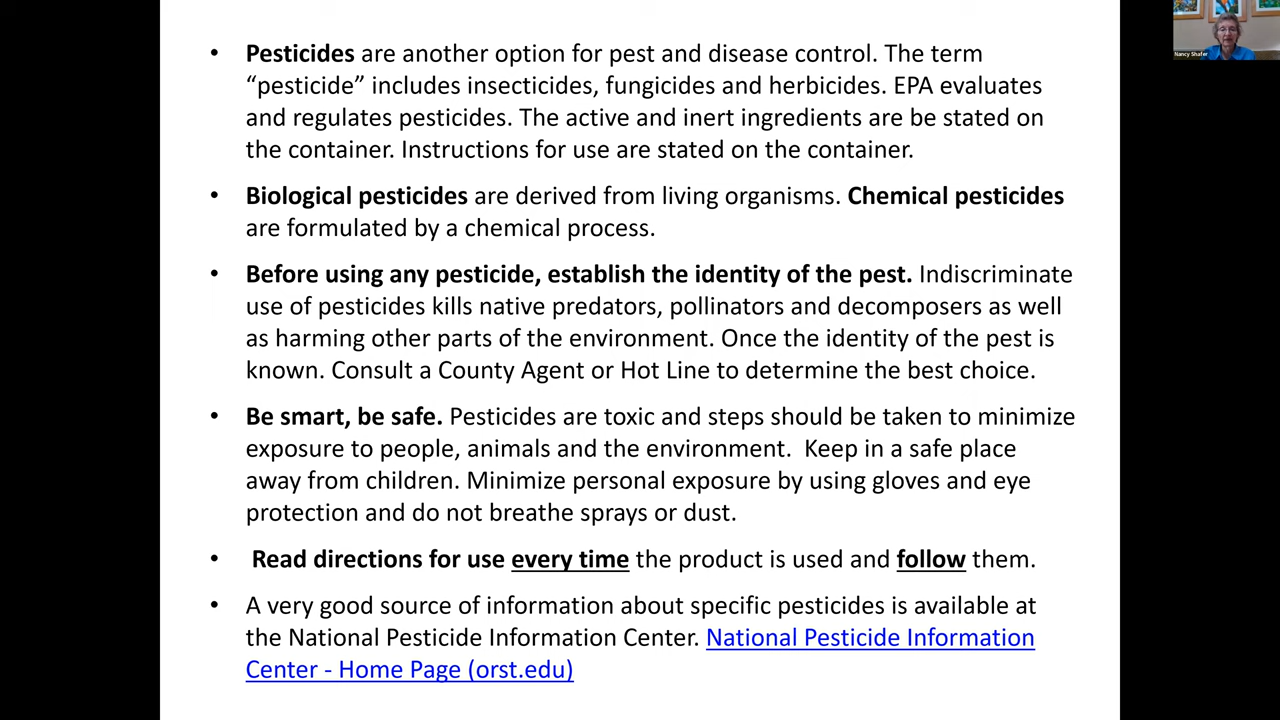 • Pesticides are another option for pest and disease control. The term
“pesticide” includes insecticides, fungicides and herbicides. EPA evaluates
and regulates pesticides. The active and inert ingredients are be stated on
the container. Instructions for use are stated on the container.
• Biological pesticides are derived from living organisms. Chemical pesticides
are formulated by a chemical process.
• Before using any pesticide, establish the identity of the pest. Indiscriminate
use of pesticides kills native predators, pollinators and decomposers as well
as harming other parts of the environment. Once the identity of the pest is
known. Consult a County Agent or Hot Line to determine the best choice.
• Be smart, be safe. Pesticides are toxic and steps should be taken to minimize
exposure to people, animals and the environment.  Keep in a safe place
away from children. Minimize personal exposure by using gloves and eye
protection and do not breathe sprays or dust.
• Read directions for use every time the product is used and follow them.
• A very good source of information about specific pesticides is available at
the National Pesticide Information Center. National Pesticide Information
Center - Home Page (orst.edu)
Nancy Shafer